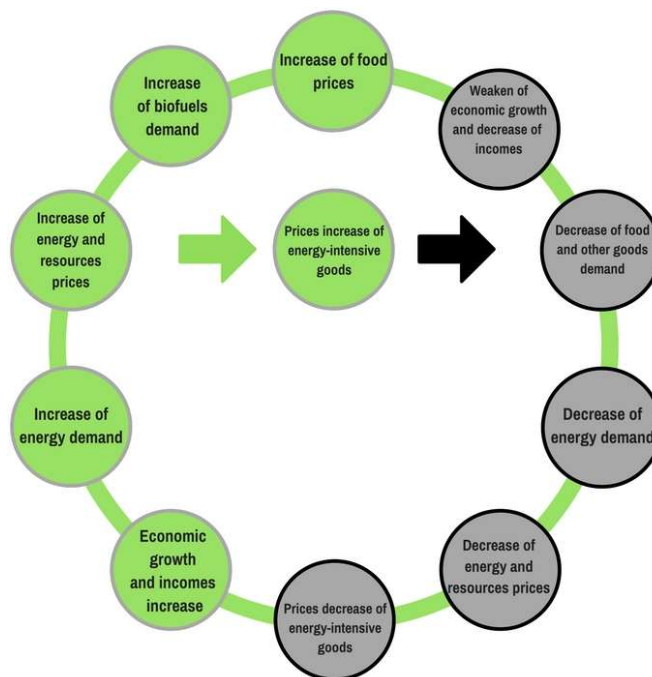 Increase of food
prices
Increase
of biofuels
demand
Weaken of
economic growth
and decrease of
incomes
Increase of
energy and
resources
prices
Prices increase of
energy-intensive
goods
Decrease of food
and other goods
demand
Increase of
energy demand
Decrease of
energy demand
Economic
growth
and incomes
increase
Prices decrease of
energy-intensive
goods
Decrease of
energy and
resources prices